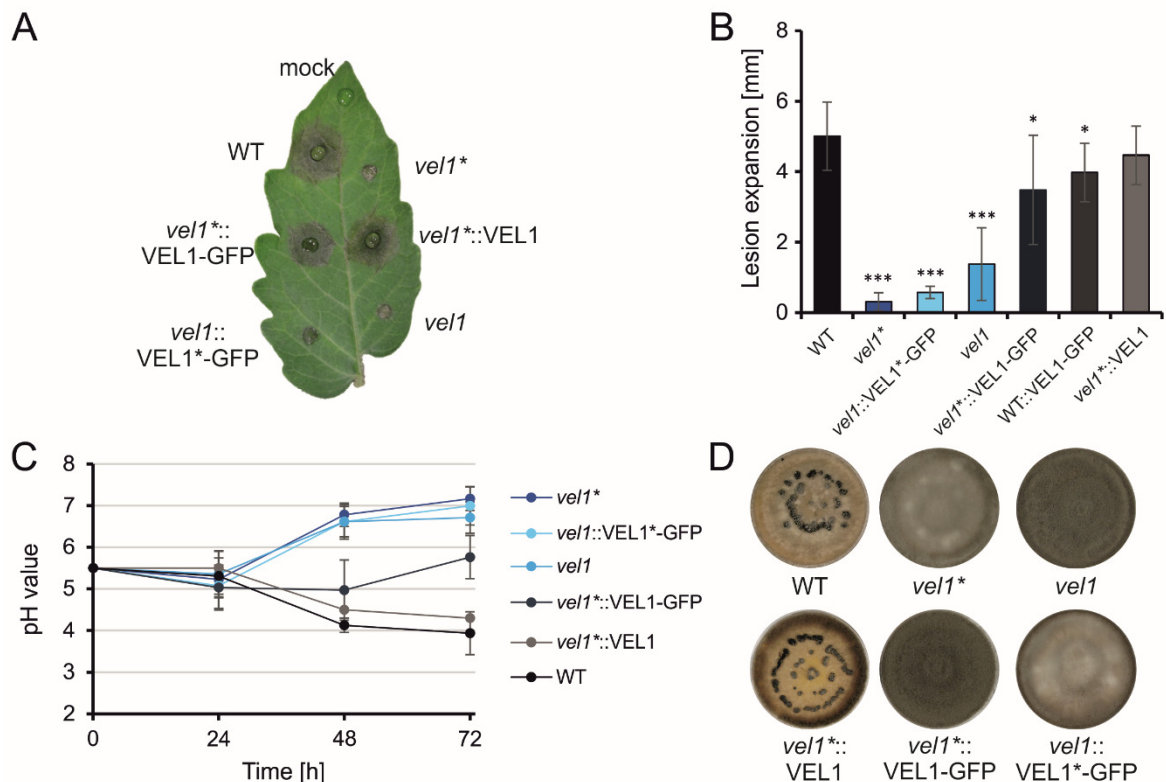 A
mock
WT
vel1*
vel1*::
VEL1-GFP
vel1*::VEL1
vel1::
VEL1*-GFP
vel1
B
Lesion expansion [mm]
8
6
4
2
0
***
***
***
*
*
WT
vel1*
vel1::VEL1*-GFP
vel1
vel1*::VEL1-GFP
WT::VEL1-GFP
vel1*::VEL1
C
pH value
8
7
6
5
4
3
2
0
24
48
72
Time [h]
vel1*
vel1::VEL1*-GFP
vel1
vel1*::VEL1-GFP
vel1*::VEL1
WT
D
WT
vel1*
vel1
vel1*::
VEL1
vel1*::
VEL1-GFP
vel1::
VEL1*-GFP